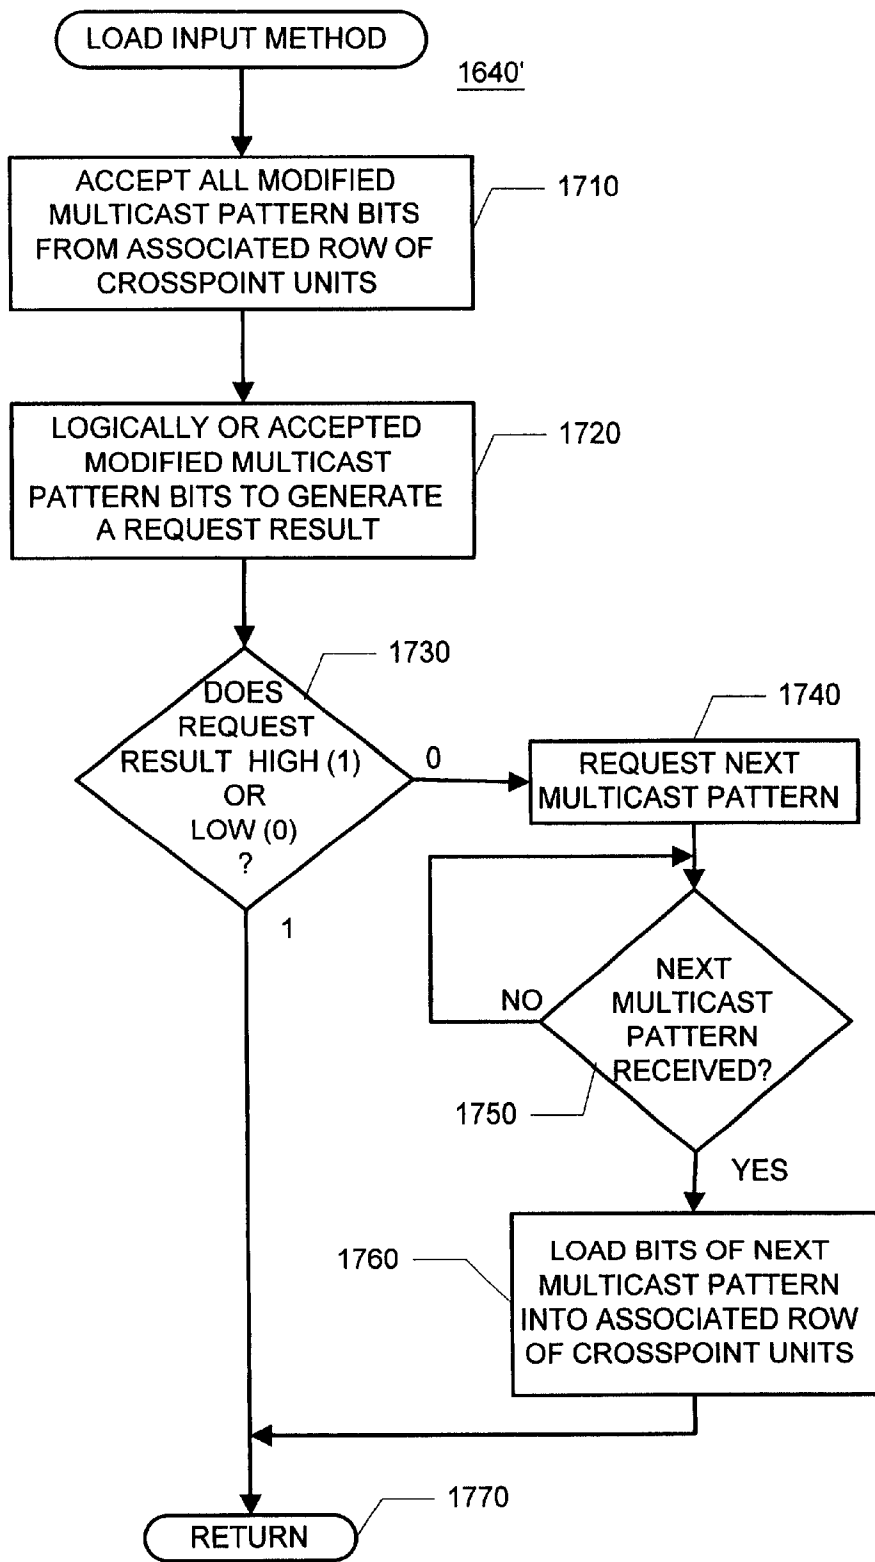 LOAD INPUT METHOD
1640'
ACCEPT ALL MODIFIED
MULTICAST PATTERN BITS
FROM ASSOCIATED ROW OF
CROSSPOINT UNITS
1710
LOGICALLY OR ACCEPTED
MODIFIED MULTICAST
PATTERN BITS TO GENERATE
A REQUEST RESULT
1720
DOES
REQUEST
RESULT HIGH (1)
OR
LOW (0)
?
1730
0
1
REQUEST NEXT
MULTICAST PATTERN
1740
NEXT
MULTICAST
PATTERN
RECEIVED?
NO
1750
YES
LOAD BITS OF NEXT
MULTICAST PATTERN
INTO ASSOCIATED ROW
OF CROSSPOINT UNITS
1760
RETURN
1770